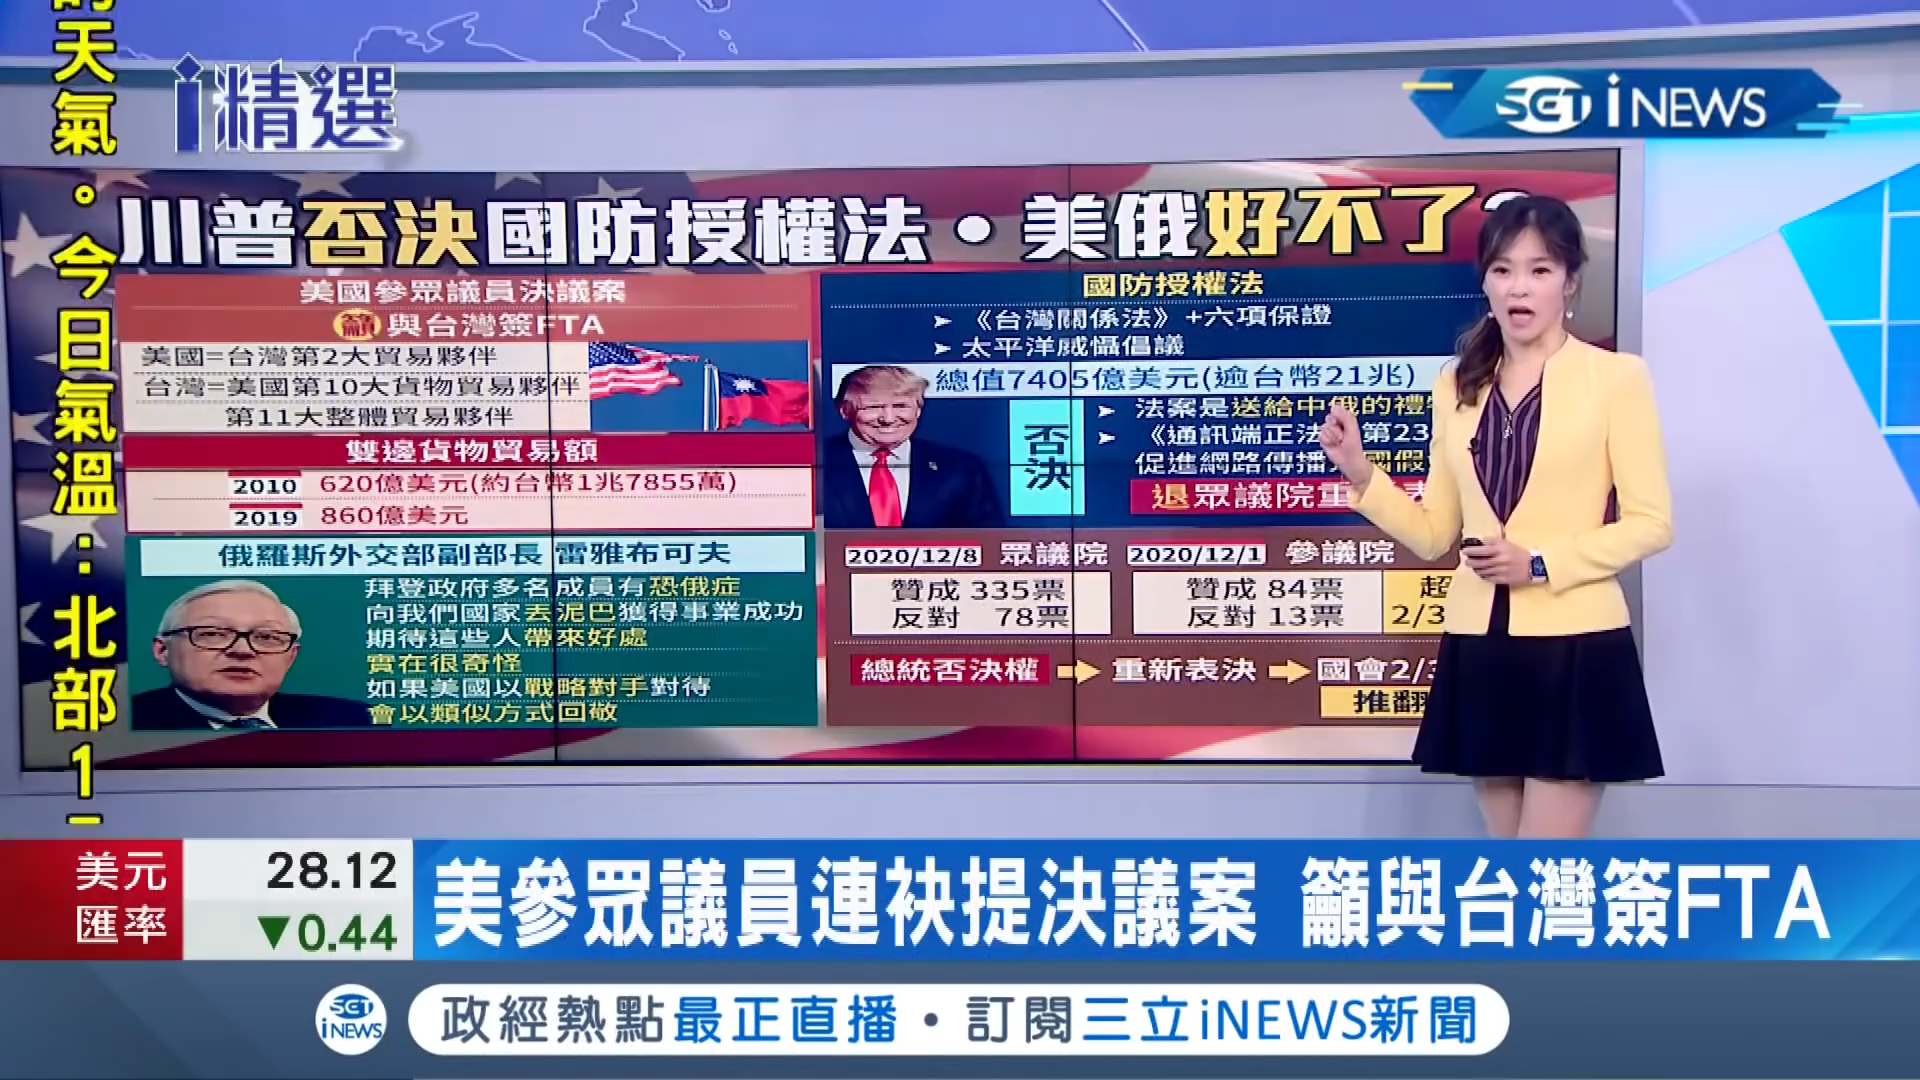 的天氣。今日氣溫：北部1
i精選
SET iNEWS
川普否決國防授權法•美俄好不了?
美國參眾議員決議案
籲與台灣簽FTA
美國=台灣第2大貿易夥伴
台灣=美國第10大貨物貿易夥伴
第11大整體貿易夥伴
雙邊貨物貿易額
2010 620億美元(約台幣1兆7855萬)
2019 860億美元
俄羅斯外交部副部長 雷雅布可夫
拜登政府多名成員有恐俄症
向我們國家丟泥巴獲得事業成功
期待這些人帶來好處
實在很奇怪
如果美國以戰略對手對待
會以類似方式回敬
國防授權法
➢《台灣關係法》+六項保證
➢太平洋威懾倡議
總值7405億美元(逾台幣21兆)
否決
➢ 法案是送給中俄的禮
➢《通訊端正法 第23
促進網路傳播 國假
退眾議院重 表
2020/12/8 眾議院
贊成 335票
反對 78票
2020/12/1 參議院
贊成 84票
反對 13票
超
2/3
總統否決權
重新表決
國會2/3
推翻
美元
匯率
28.12
▼0.44
美參眾議員連袂提決議案 籲與台灣簽FTA
SET
iNEWS
政經熱點最正直播•訂閱三立iNEWS新聞